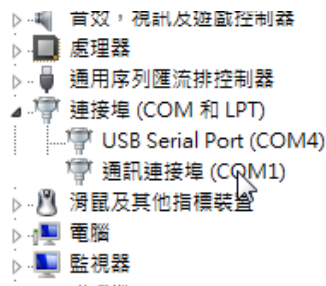 音效，視訊及遊戲控制器
處理器
通用序列匯流排控制器
連接埠 (COM 和 LPT)
USB Serial Port (COM4)
通訊連接埠 (COM1)
滑鼠及其他指標裝置
電腦
監視器